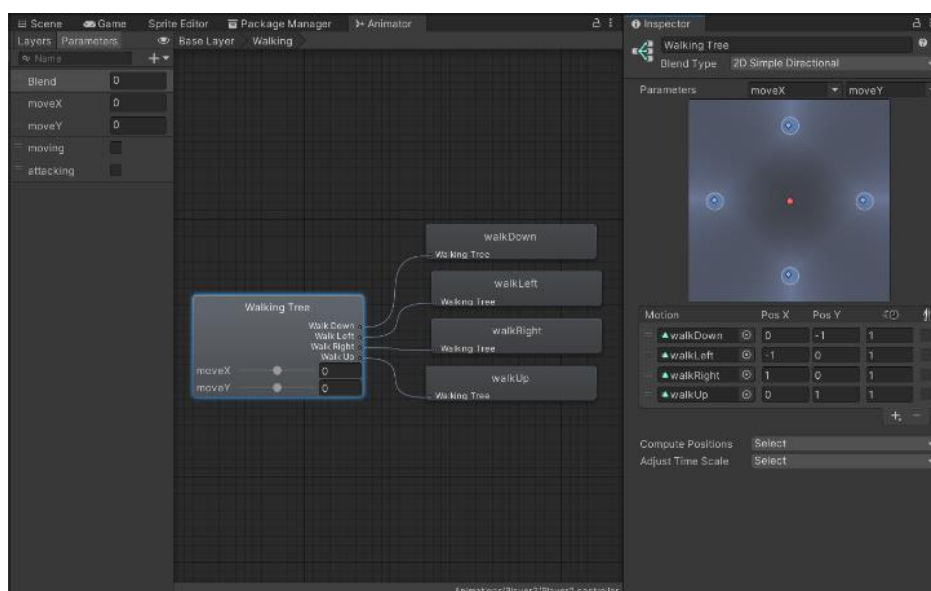 Scene Game Sprite Editor Package Manager Animator
Layers Parameters Base Layer Walking
Name
Blend 0
moveX 0
moveY 0
moving
attacking
Walking Tree
Walk Down
Walk Left
Walk Right
Walk Up
moveX 0
moveY 0
walkDown
Walking Tree
walkLeft
Walking Tree
walkRight
Walking Tree
walkUp
Walking Tree
Inspector
Walking Tree
Blend Type 2D Simple Directional
Parameters moveX moveY
Motion Pos X Pos Y
walkDown 0 -1 1
walkLeft -1 0 1
walkRight 1 0 1
walkUp 0 1 1
Compute Positions Select
Adjust Time Scale Select